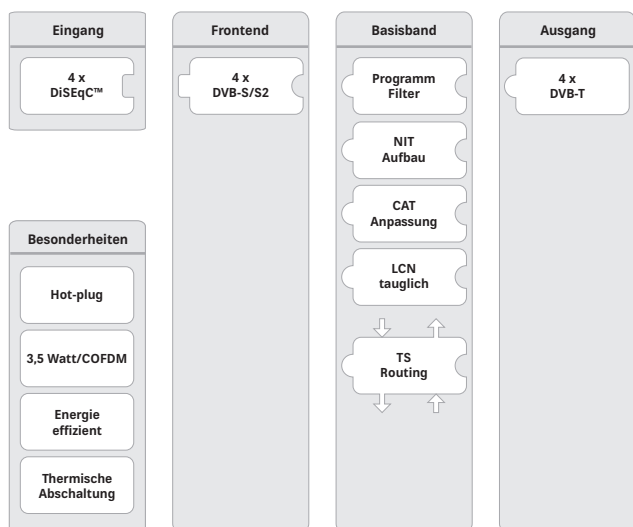 Eingang
4 x
DiSEqC™
Besonderheiten
Hot-plug
3,5 Watt/COFDM
Energie
effizient
Thermische
Abschaltung
Frontend
4 x
DVB-S/S2
Basisband
Programm
Filter
NIT
Aufbau
CAT
Anpassung
LCN
tauglich
TS
Routing
Ausgang
4 x
DVB-T